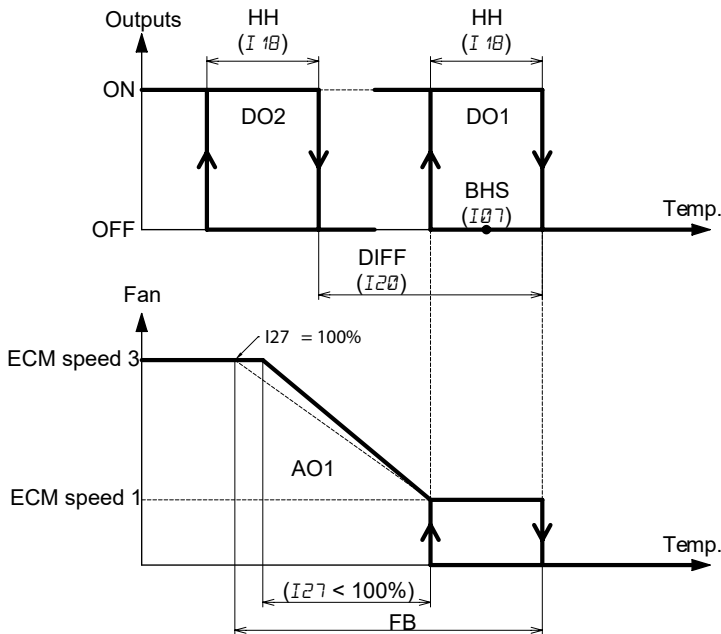 Outputs
HH
(I18)
HH
(I18)
ON
DO2
DO1
BHS
(I07)
Temp.
OFF
DIFF
(I20)
Fan
I27 = 100%
ECM speed 3
AO1
ECM speed 1
Temp.
(I27 < 100%)
FB